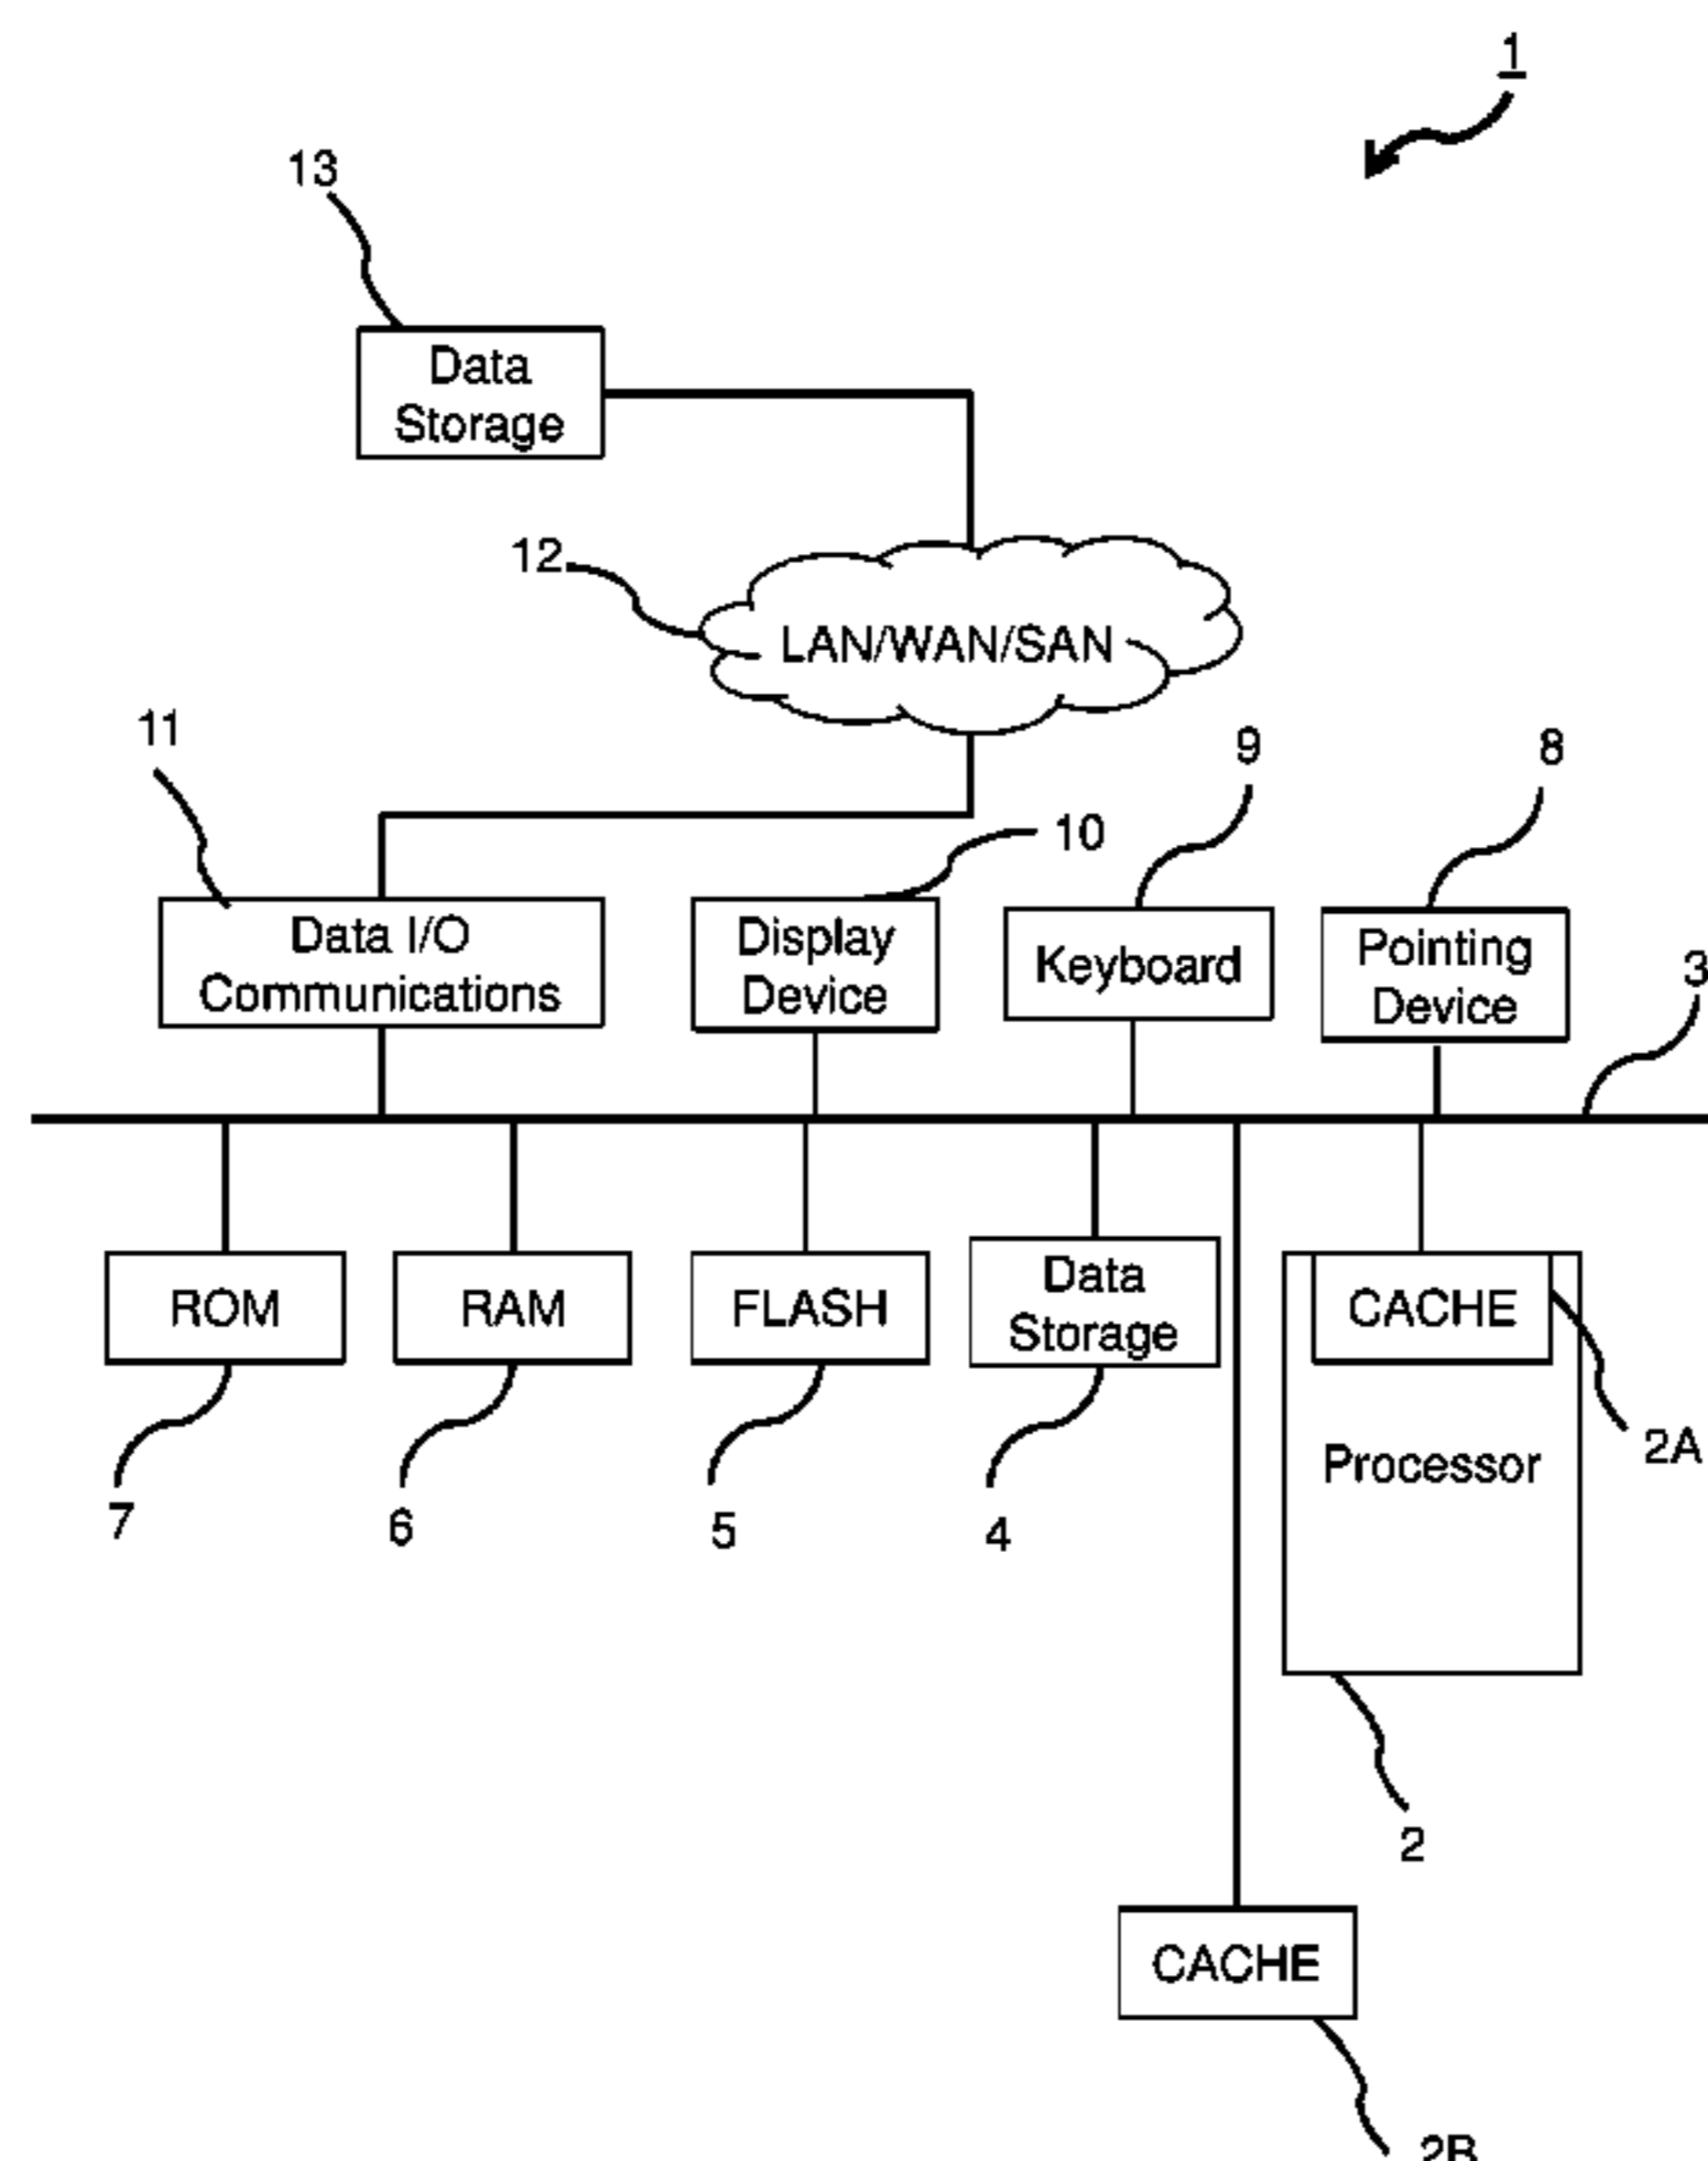 1
13
Data
Storage
12
LAN/WAN/SAN
11
9
8
10
Data I/O
Communications
Display
Device
Keyboard
Pointing
Device
3
ROM
RAM
FLASH
Data
Storage
CACHE
Processor
2A
7
6
5
4
2
CACHE
2B